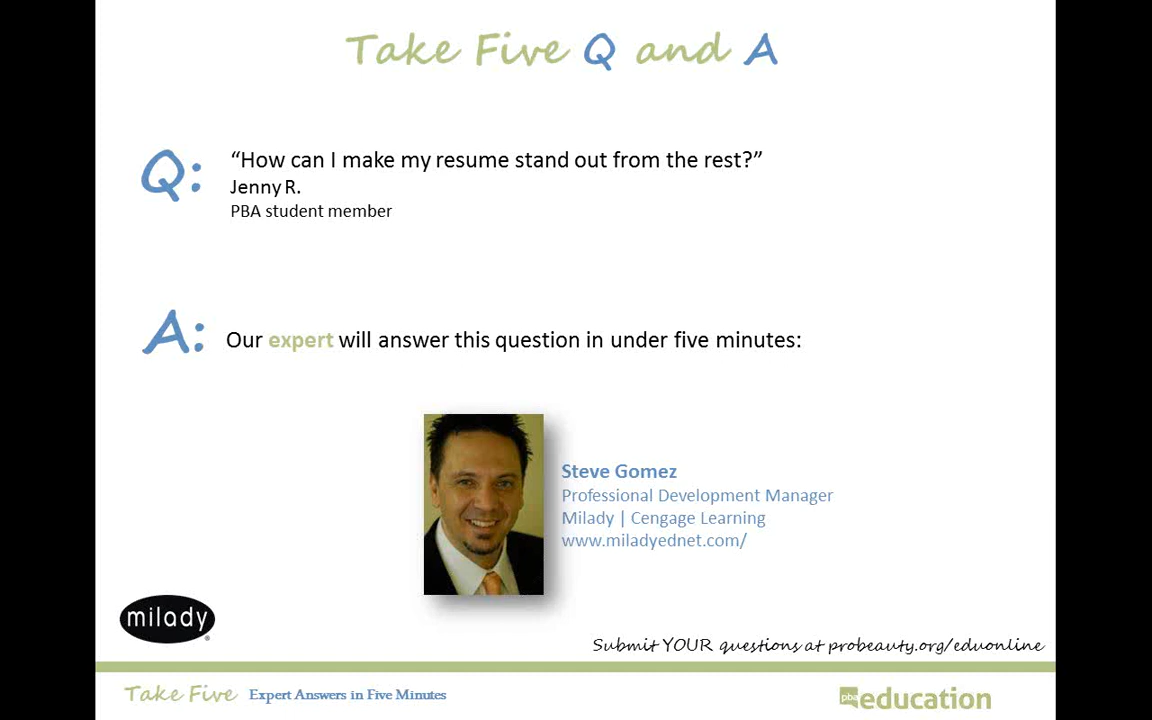 Take Five Q and A
Q: “How can I make my resume stand out from the rest?”
Jenny R.
PBA student member
A: Our expert will answer this question in under five minutes:
Steve Gomez
Professional Development Manager
Milady | Cengage Learning
www.miladyednet.com/
milady
Submit YOUR questions at probeauty.org/eduonline
Take Five Expert Answers in Five Minutes
pba education